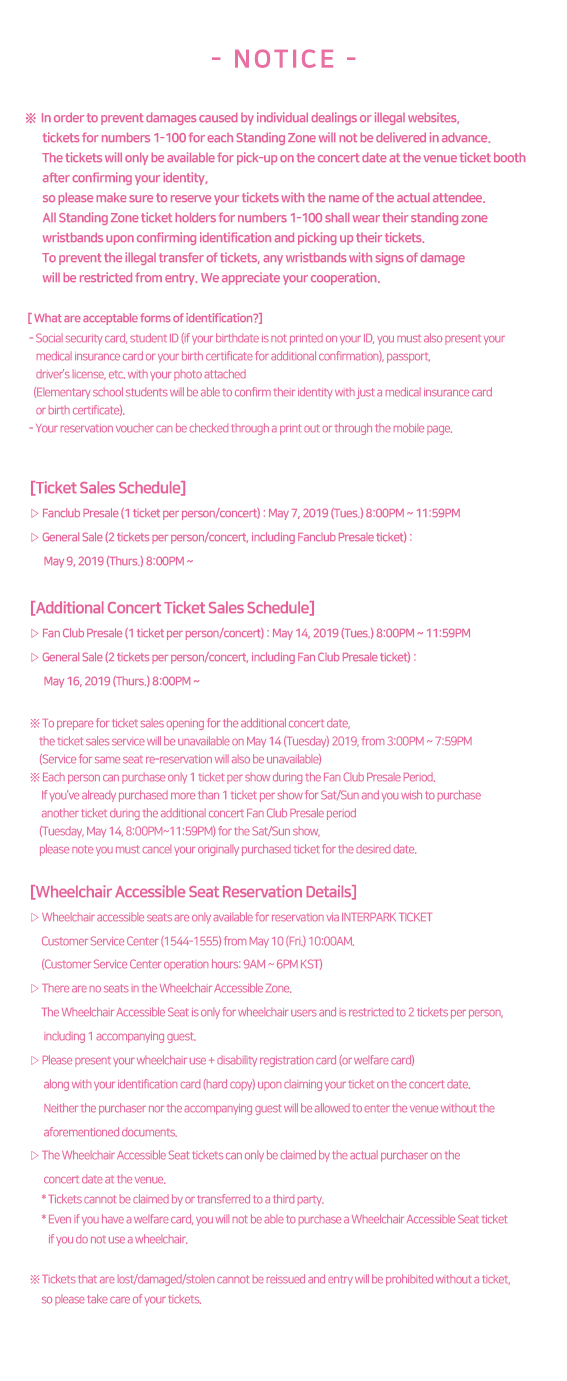 - NOTICE -
※ In order to prevent damages caused by individual dealings or illegal websites,
tickets for numbers 1-100 for each Standing Zone will not be delivered in advance.
The tickets will only be available for pick-up on the concert date at the venue ticket booth
after confirming your identity,
so please make sure to reserve your tickets with the name of the actual attendee.
All Standing Zone ticket holders for numbers 1-100 shall wear their standing zone
wristbands upon confirming identification and picking up their tickets.
To prevent the illegal transfer of tickets, any wristbands with signs of damage
will be restricted from entry. We appreciate your cooperation.
[ What are acceptable forms of identification?]
- Social security card, student ID (if your birthdate is not printed on your ID, you must also present your
medical insurance card or your birth certificate for additional confirmation), passport,
driver's license, etc. with your photo attached
(Elementary school students will be able to confirm their identity with just a medical insurance card
or birth certificate).
- Your reservation voucher can be checked through a print out or through the mobile page.
[Ticket Sales Schedule]
▷ Fanclub Presale (1 ticket per person/concert) : May 7, 2019 (Tues.) 8:00PM ~ 11:59PM
▷ General Sale (2 tickets per person/concert, including Fanclub Presale ticket) :
May 9, 2019 (Thurs.) 8:00PM ~
[Additional Concert Ticket Sales Schedule]
▷ Fan Club Presale (1 ticket per person/concert) : May 14, 2019 (Tues.) 8:00PM ~ 11:59PM
▷ General Sale (2 tickets per person/concert, including Fan Club Presale ticket) :
May 16, 2019 (Thurs.) 8:00PM ~
※ To prepare for ticket sales opening for the additional concert date,
the ticket sales service will be unavailable on May 14 (Tuesday) 2019, from 3:00PM ~ 7:59PM
(Service for same seat re-reservation will also be unavailable)
※ Each person can purchase only 1 ticket per show during the Fan Club Presale Period.
If you've already purchased more than 1 ticket per show for Sat/Sun and you wish to purchase
another ticket during the additional concert Fan Club Presale period
(Tuesday, May 14, 8:00PM~11:59PM) for the Sat/Sun show,
please note you must cancel your originally purchased ticket for the desired date.
[Wheelchair Accessible Seat Reservation Details]
▷ Wheelchair accessible seats are only available for reservation via INTERPARK TICKET
Customer Service Center (1544-1555) from May 10 (Fri.) 10:00AM.
(Customer Service Center operation hours: 9AM ~ 6PM KST)
▷ There are no seats in the Wheelchair Accessible Zone.
The Wheelchair Accessible Seat is only for wheelchair users and is restricted to 2 tickets per person,
including 1 accompanying guest.
▷ Please present your wheelchair use + disability registration card (or welfare card)
along with your identification card (hard copy) upon claiming your ticket on the concert date.
Neither the purchaser nor the accompanying guest will be allowed to enter the venue without the
aforementioned documents.
▷ The Wheelchair Accessible Seat tickets can only be claimed by the actual purchaser on the
concert date at the venue.
* Tickets cannot be claimed by or transferred to a third party.
* Even if you have a welfare card, you will not be able to purchase a Wheelchair Accessible Seat ticket
if you do not use a wheelchair.
※ Tickets that are lost/damaged/stolen cannot be reissued and entry will be prohibited without a ticket,
so please take care of your tickets.